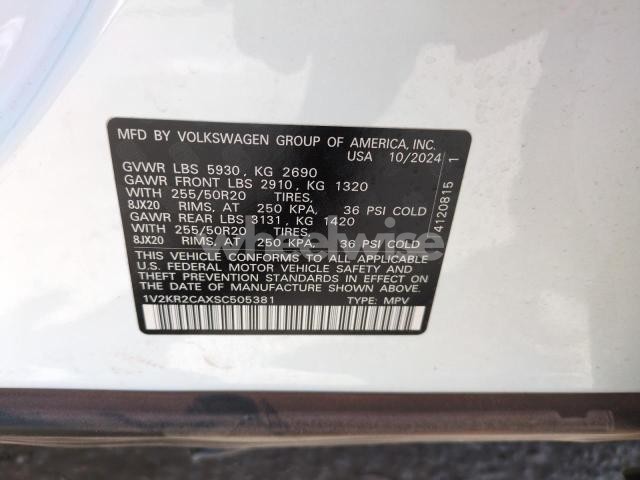 MFD BY VOLKSWAGEN GROUP OF AMERICA, INC.
USA 10/2024
GVWR LBS 5930, KG 2690
GAWR FRONT LBS 2910, KG 1320
WITH 255/50R20 TIRES,
8JX20 RIMS, AT 250 KPA, 36 PSI COLD
GAWR REAR LBS 3131, KG 1420
WITH 255/50R20 TIRES,
8JX20 RIMS, AT 250 KPA, 36 PSI COLD
THIS VEHICLE CONFORMS TO ALL APPLICABLE
U.S. FEDERAL MOTOR VEHICLE SAFETY AND
THEFT PREVENTION STANDARDS IN EFFECT ON
THE DATE OF MANUFACTURE SHOWN ABOVE.
1V2KR2CAXSC505381 TYPE: MPV
4120815 1
wheelwise